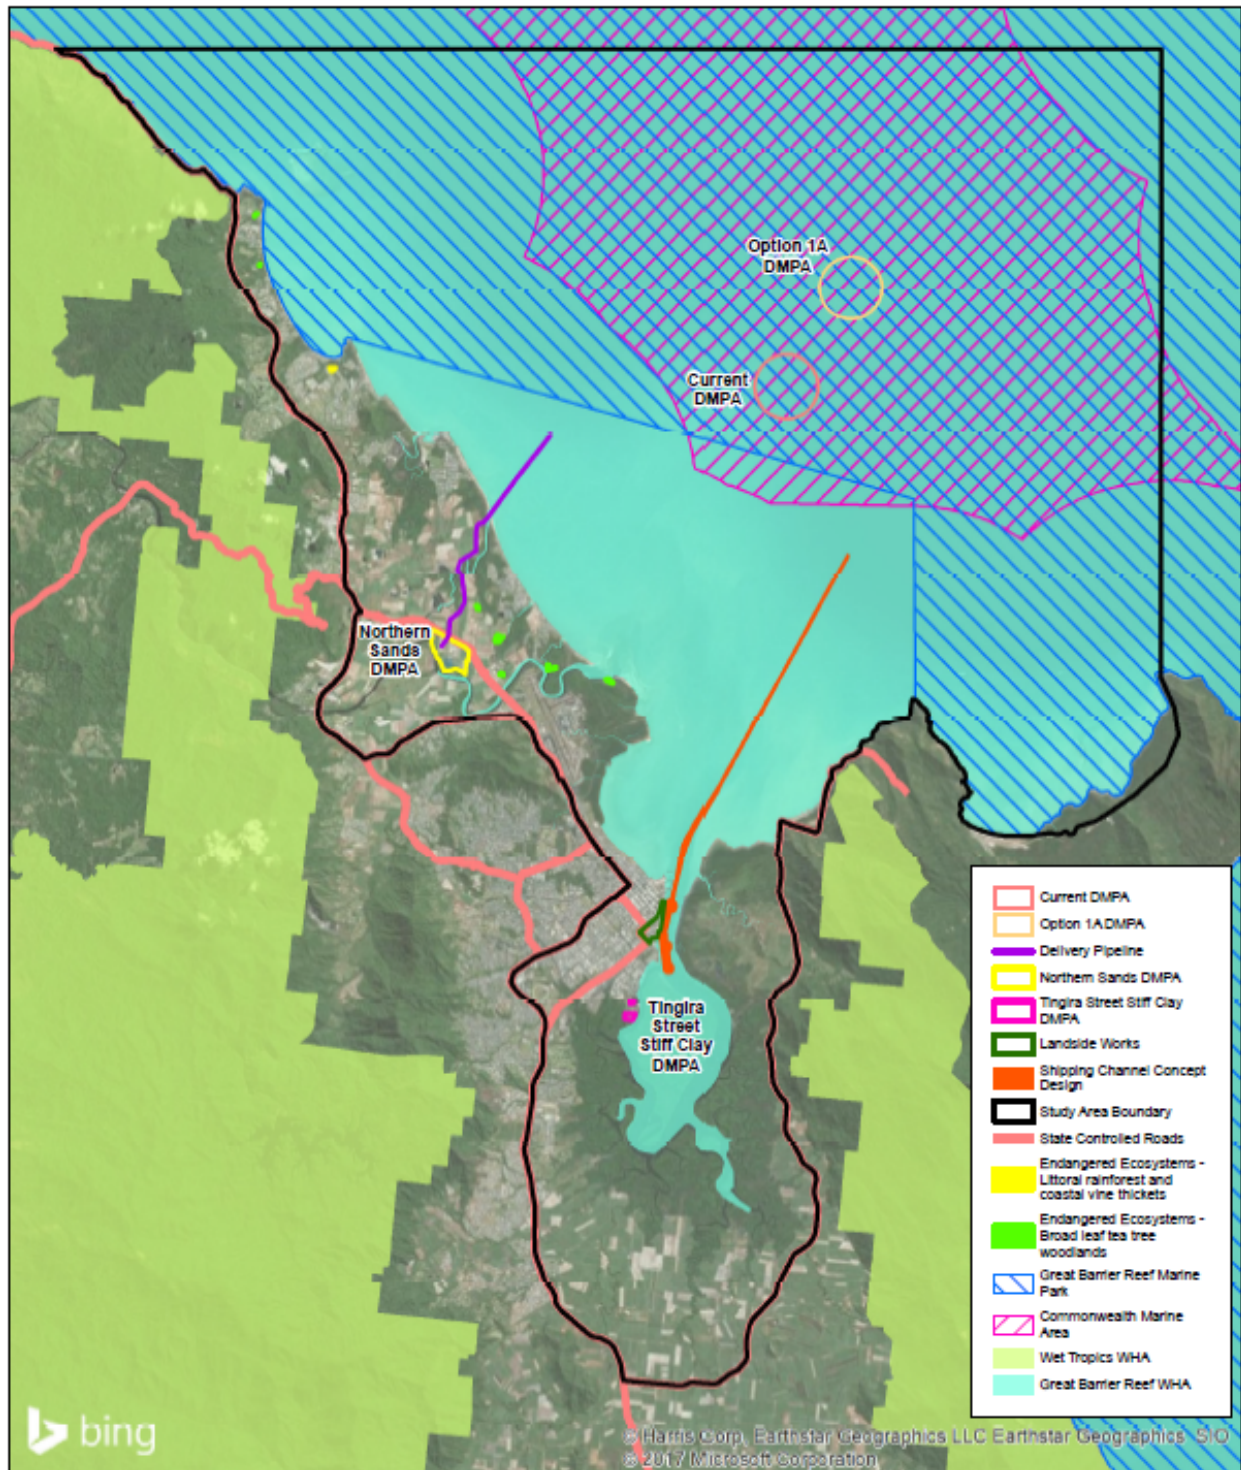 Option 1A
DMPA
Current
DMPA
Northern
Sands
DMPA
Tingira
Street
Stiff Clay
DMPA
Current DMPA
Option 1A DMPA
Delivery Pipeline
Northern Sands DMPA
Tingira Street Stiff Clay
DMPA
Landside Works
Shipping Channel Concept
Design
Study Area Boundary
State Controlled Roads
Endangered Ecosystems -
Littoral rainforest and
coastal vine thickets
Endangered Ecosystems -
Broad leaf tea tree
woodlands
Great Barrier Reef Marine
Park
Commonwealth Marine
Area
Wet Tropics WHA
Great Barrier Reef WHA
bing
© Harris Corp, Earthstar Geographics LLC Earthstar Geographics SIO
© 2017 Microsoft Corporation